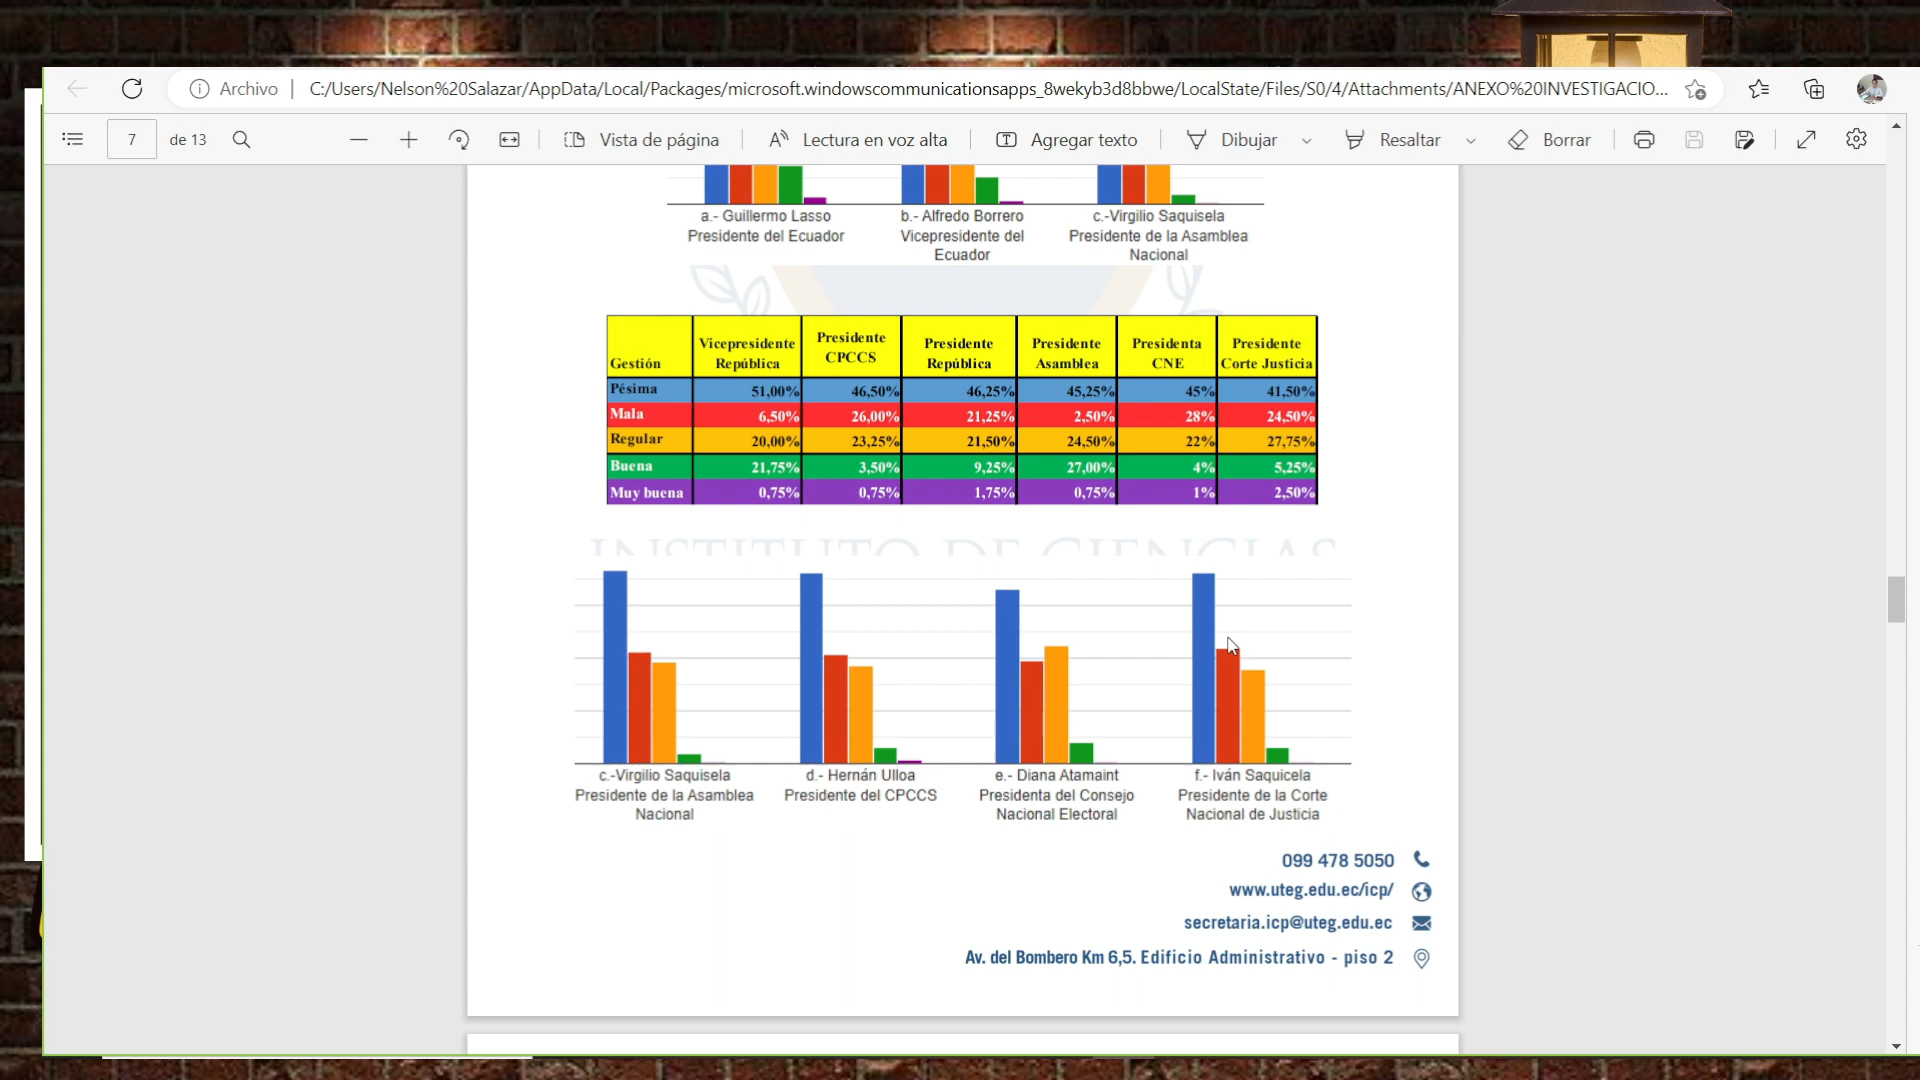 Archivo
C:/Users/Nelson%20Salazar/AppData/Local/Packages/microsoft.windowscommunicationsapps_8wekyb3d8bbwe/LocalState/Files/S0/4/Attachments/ANEXO%20INVESTIGACIO...
7 de 13 Vista de página Lectura en voz alta Agregar texto Dibujar Resaltar Borrar
a.- Guillermo Lasso
Presidente del Ecuador
b.- Alfredo Borrero
Vicepresidente del
Ecuador
c.-Virgilio Saquisela
Presidente de la Asamblea
Nacional
Gestión Vicepresidente República Presidente CPCCS Presidente República Presidente Asamblea Presidenta CNE Presidente Corte Justicia
Pésima 51,00% 46,50% 46,25% 45,25% 45% 41,50%
Mala 6,50% 26,00% 21,25% 2,50% 28% 24,50%
Regular 20,00% 23,25% 21,50% 24,50% 22% 27,75%
Buena 21,75% 3,50% 9,25% 27,00% 4% 5,25%
Muy buena 0,75% 0,75% 1,75% 0,75% 1% 2,50%
INSTITUTO DE CIENCIAS
c.-Virgilio Saquisela
Presidente de la Asamblea
Nacional
d.- Hernán Ulloa
Presidente del CPCCS
e.- Diana Atamaint
Presidenta del Consejo
Nacional Electoral
f.- Iván Saquicela
Presidente de la Corte
Nacional de Justicia
099 478 5050
www.uteg.edu.ec/icp/
secretaria.icp@uteg.edu.ec
Av. del Bombero Km 6,5. Edificio Administrativo - piso 2